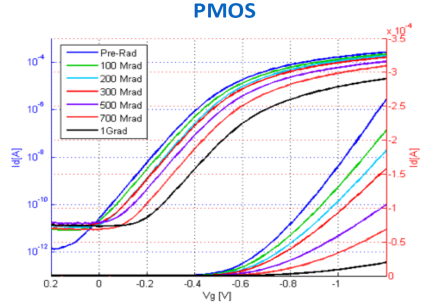 PMOS
x 10⁻⁴
10⁻⁴
10⁻⁶
10⁻⁸
10⁻¹⁰
10⁻¹²
Id[A]
Pre-Rad
100 Mrad
200 Mrad
300 Mrad
500 Mrad
700 Mrad
1Grad
-3.5
-3
-2.5
-2
-1.5
-1
-0.5
0
Id[A]
0.2
0
-0.2
-0.4
-0.6
-0.8
-1
Vg [V]